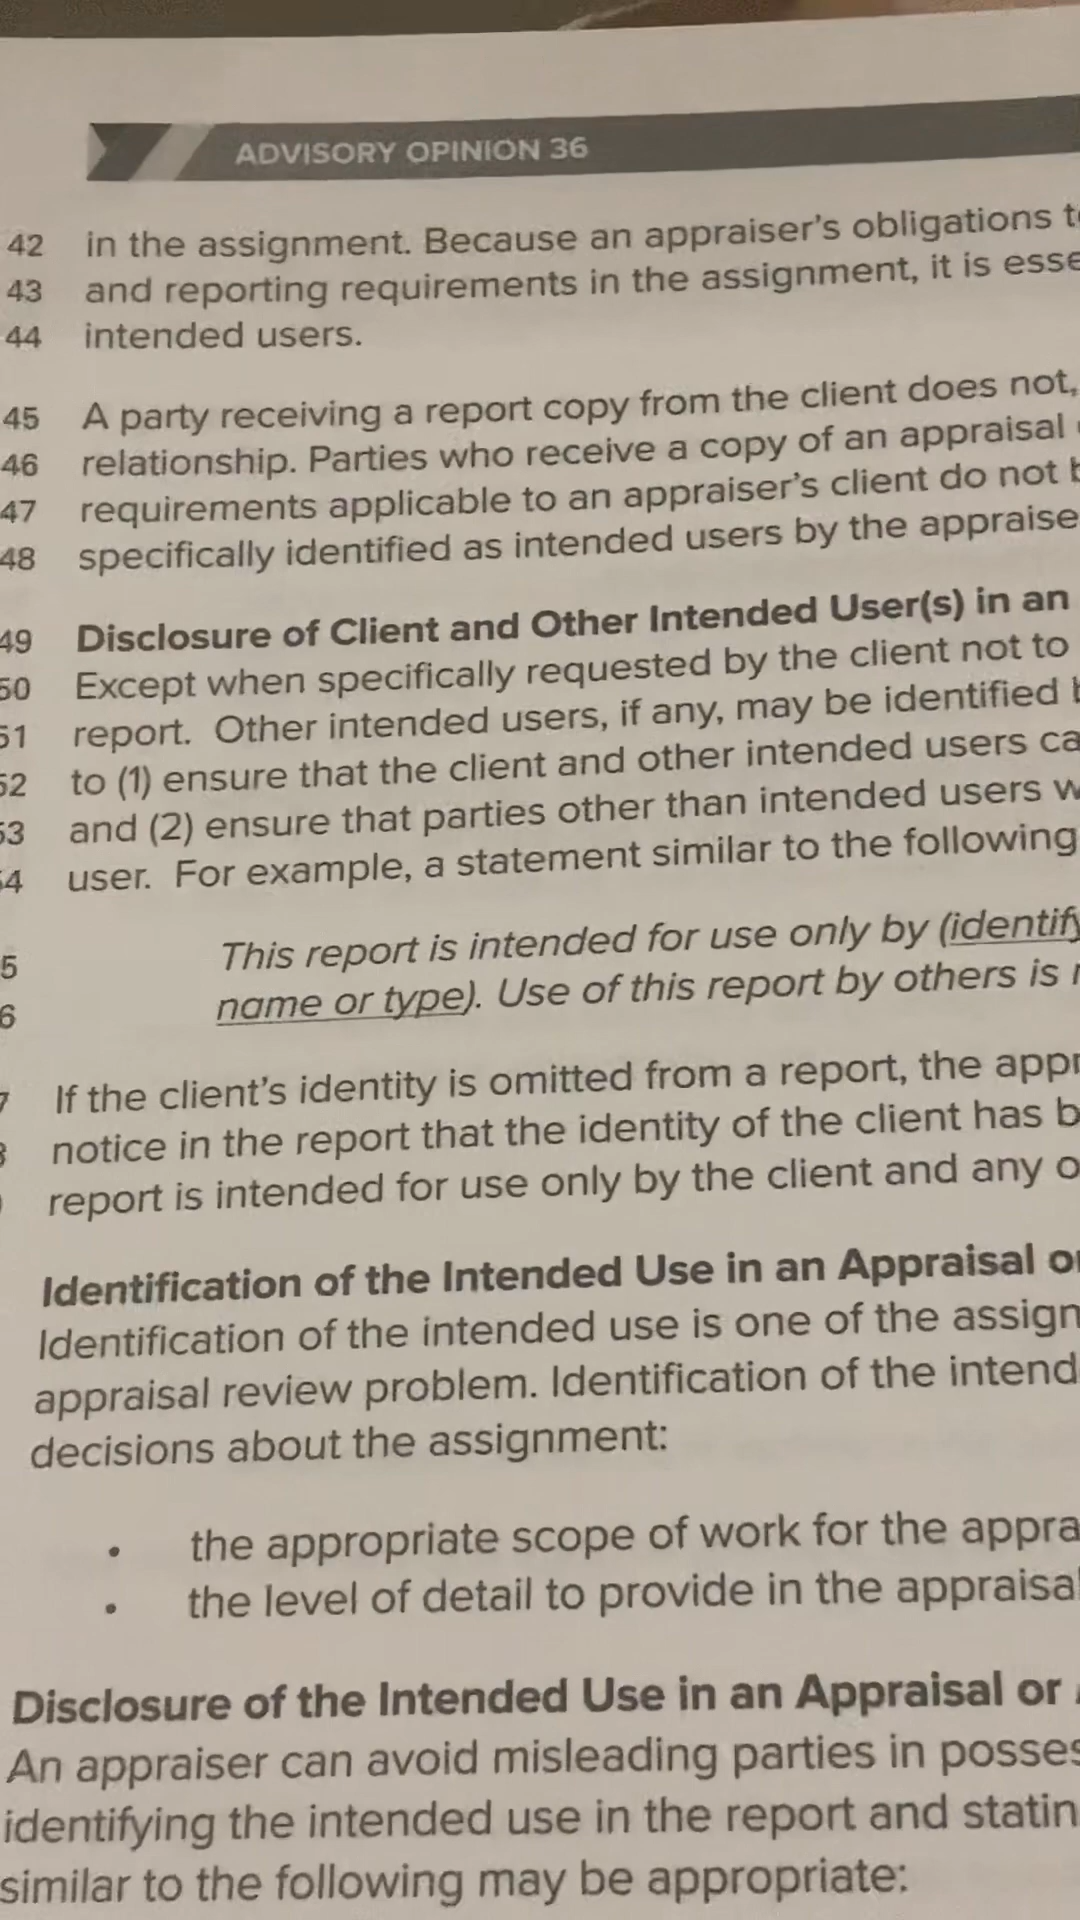 ADVISORY OPINION 36
42 in the assignment. Because an appraiser's obligations
43 and reporting requirements in the assignment, it is
44 intended users.
45 A party receiving a report copy from the client does not,
46 relationship. Parties who receive a copy of an appraisal
47 requirements applicable to an appraiser's client do not
48 specifically identified as intended users by the
49 Disclosure of Client and Other Intended User(s) in an
50 Except when specifically requested by the client not to
51 report. Other intended users, if any, may be identified
52 to (1) ensure that the client and other intended users
53 and (2) ensure that parties other than intended users
54 user. For example, a statement similar to the following
5 This report is intended for use only by (identify
6 name or type). Use of this report by others is
7 If the client's identity is omitted from a report, the
notice in the report that the identity of the client has
report is intended for use only by the client and any
Identification of the Intended Use in an Appraisal
Identification of the intended use is one of the
appraisal review problem. Identification of the
decisions about the assignment:
• the appropriate scope of work for the
• the level of detail to provide in the
Disclosure of the Intended Use in an Appraisal or
An appraiser can avoid misleading parties in
identifying the intended use in the report and
similar to the following may be appropriate: